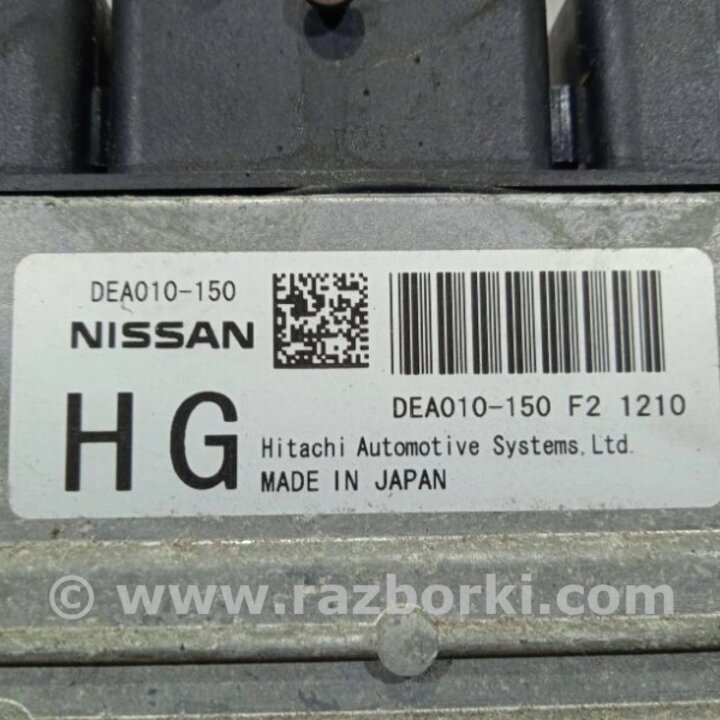 DEA010-150
NISSAN
HG
DEA010-150 F2 1210
Hitachi Automotive Systems, Ltd.
MADE IN JAPAN
© www.razborki.com